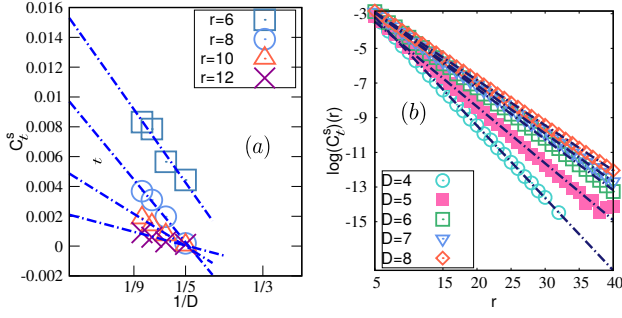 r=6
r=8
r=10
r=12
0.016
0.014
0.012
0.01
0.008
0.006
0.004
0.002
0
-0.002
C_t^s
t
(a)
1/9
1/5
1/3
1/D
-3
-5
-7
-9
-11
-13
-15
log(C_t^s)(r)
(b)
D=4
D=5
D=6
D=7
D=8
5
10
15
20
25
30
35
40
r